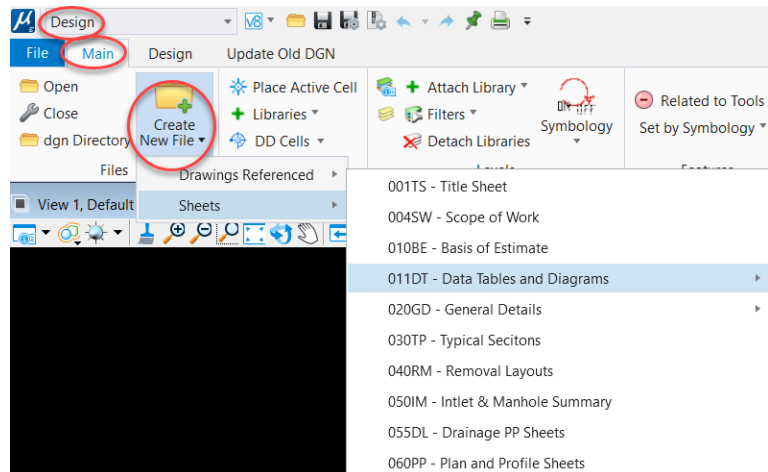 Design
File Main Design Update Old DGN
Open
Close
dgn Directory
Files
Create
New File
Place Active Cell
Libraries
DD Cells
Attach Library
Filters
Detach Libraries
Symbology
Related to Tools
Set by Symbology
Drawings Referenced
Sheets
View 1, Default
001TS - Title Sheet
004SW - Scope of Work
010BE - Basis of Estimate
011DT - Data Tables and Diagrams
020GD - General Details
030TP - Typical Secitons
040RM - Removal Layouts
050IM - Intlet & Manhole Summary
055DL - Drainage PP Sheets
060PP - Plan and Profile Sheets